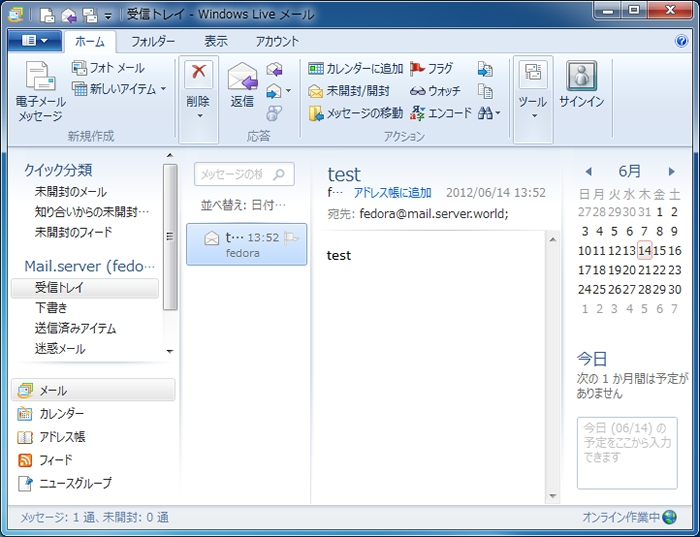 受信トレイ - Windows Live メール
ホーム フォルダー 表示 アカウント
電子メール
メッセージ
フォト メール
新しいアイテム
新規作成
削除
返信
応答
カレンダーに追加 フラグ
未開封/開封 ウォッチ
メッセージの移動 エンコード
アクション
ツール
サインイン
クイック分類
未開封のメール
知り合いからの未開封…
未開封のフィード
Mail.server (fedo…
受信トレイ
下書き
送信済みアイテム
迷惑メール
メール
カレンダー
アドレス帳
フィード
ニュースグループ
メッセージの検
並べ替え: 日付…
t… 13:52
fedora
test
f… アドレス帳に追加 2012/06/14 13:52
宛先: fedora@mail.server.world;
test
6月
日 月 火 水 木 金 土
27 28 29 30 31 1 2
3 4 5 6 7 8 9
10 11 12 13 14 15 16
17 18 19 20 21 22 23
24 25 26 27 28 29 30
1 2 3 4 5 6 7
今日
次の 1 か月間は予定が
ありません
今日 (06/14) の
予定をここから入力
できます
メッセージ: 1 通、未開封: 0 通
オンライン作業中